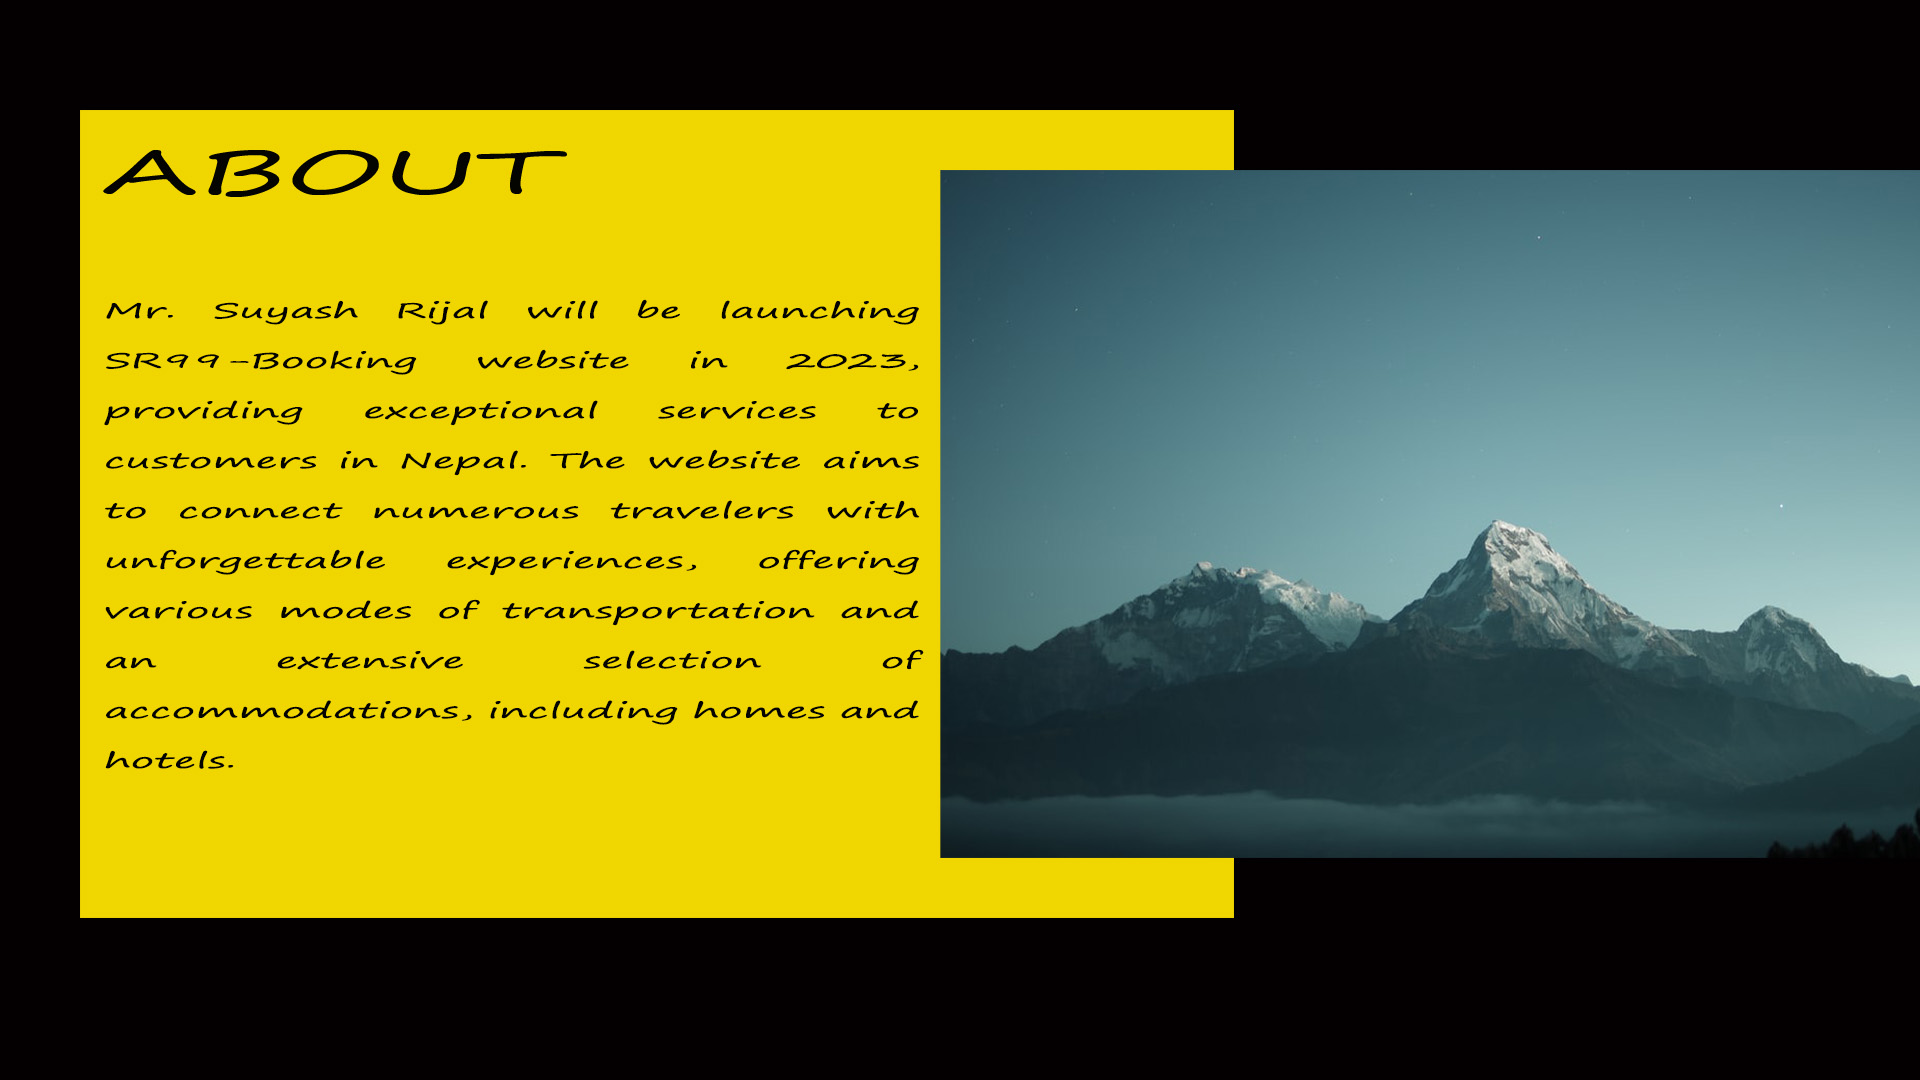 ABOUT
Mr. Suyash Rijal will be launching
SR99-Booking website in 2023,
providing exceptional services to
customers in Nepal. The website aims
to connect numerous travelers with
unforgettable experiences, offering
various modes of transportation and
an extensive selection of
accommodations, including homes and
hotels.